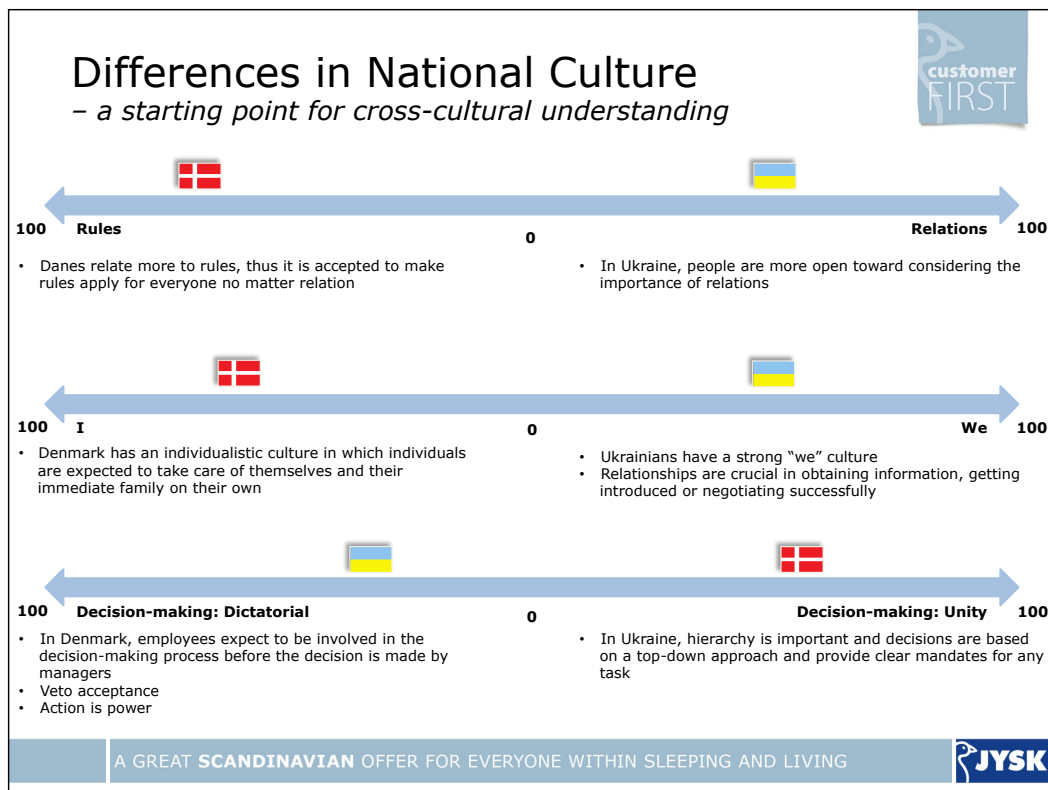 Differences in National Culture
– a starting point for cross-cultural understanding
customer
FIRST
100 Rules
0
Relations 100
• Danes relate more to rules, thus it is accepted to make
rules apply for everyone no matter relation
• In Ukraine, people are more open toward considering the
importance of relations
100 I
0
We 100
• Denmark has an individualistic culture in which individuals
are expected to take care of themselves and their
immediate family on their own
• Ukrainians have a strong “we” culture
• Relationships are crucial in obtaining information, getting
introduced or negotiating successfully
100 Decision-making: Dictatorial
0
Decision-making: Unity 100
• In Denmark, employees expect to be involved in the
decision-making process before the decision is made by
managers
• Veto acceptance
• Action is power
• In Ukraine, hierarchy is important and decisions are based
on a top-down approach and provide clear mandates for any
task
A GREAT SCANDINAVIAN OFFER FOR EVERYONE WITHIN SLEEPING AND LIVING
JYSK